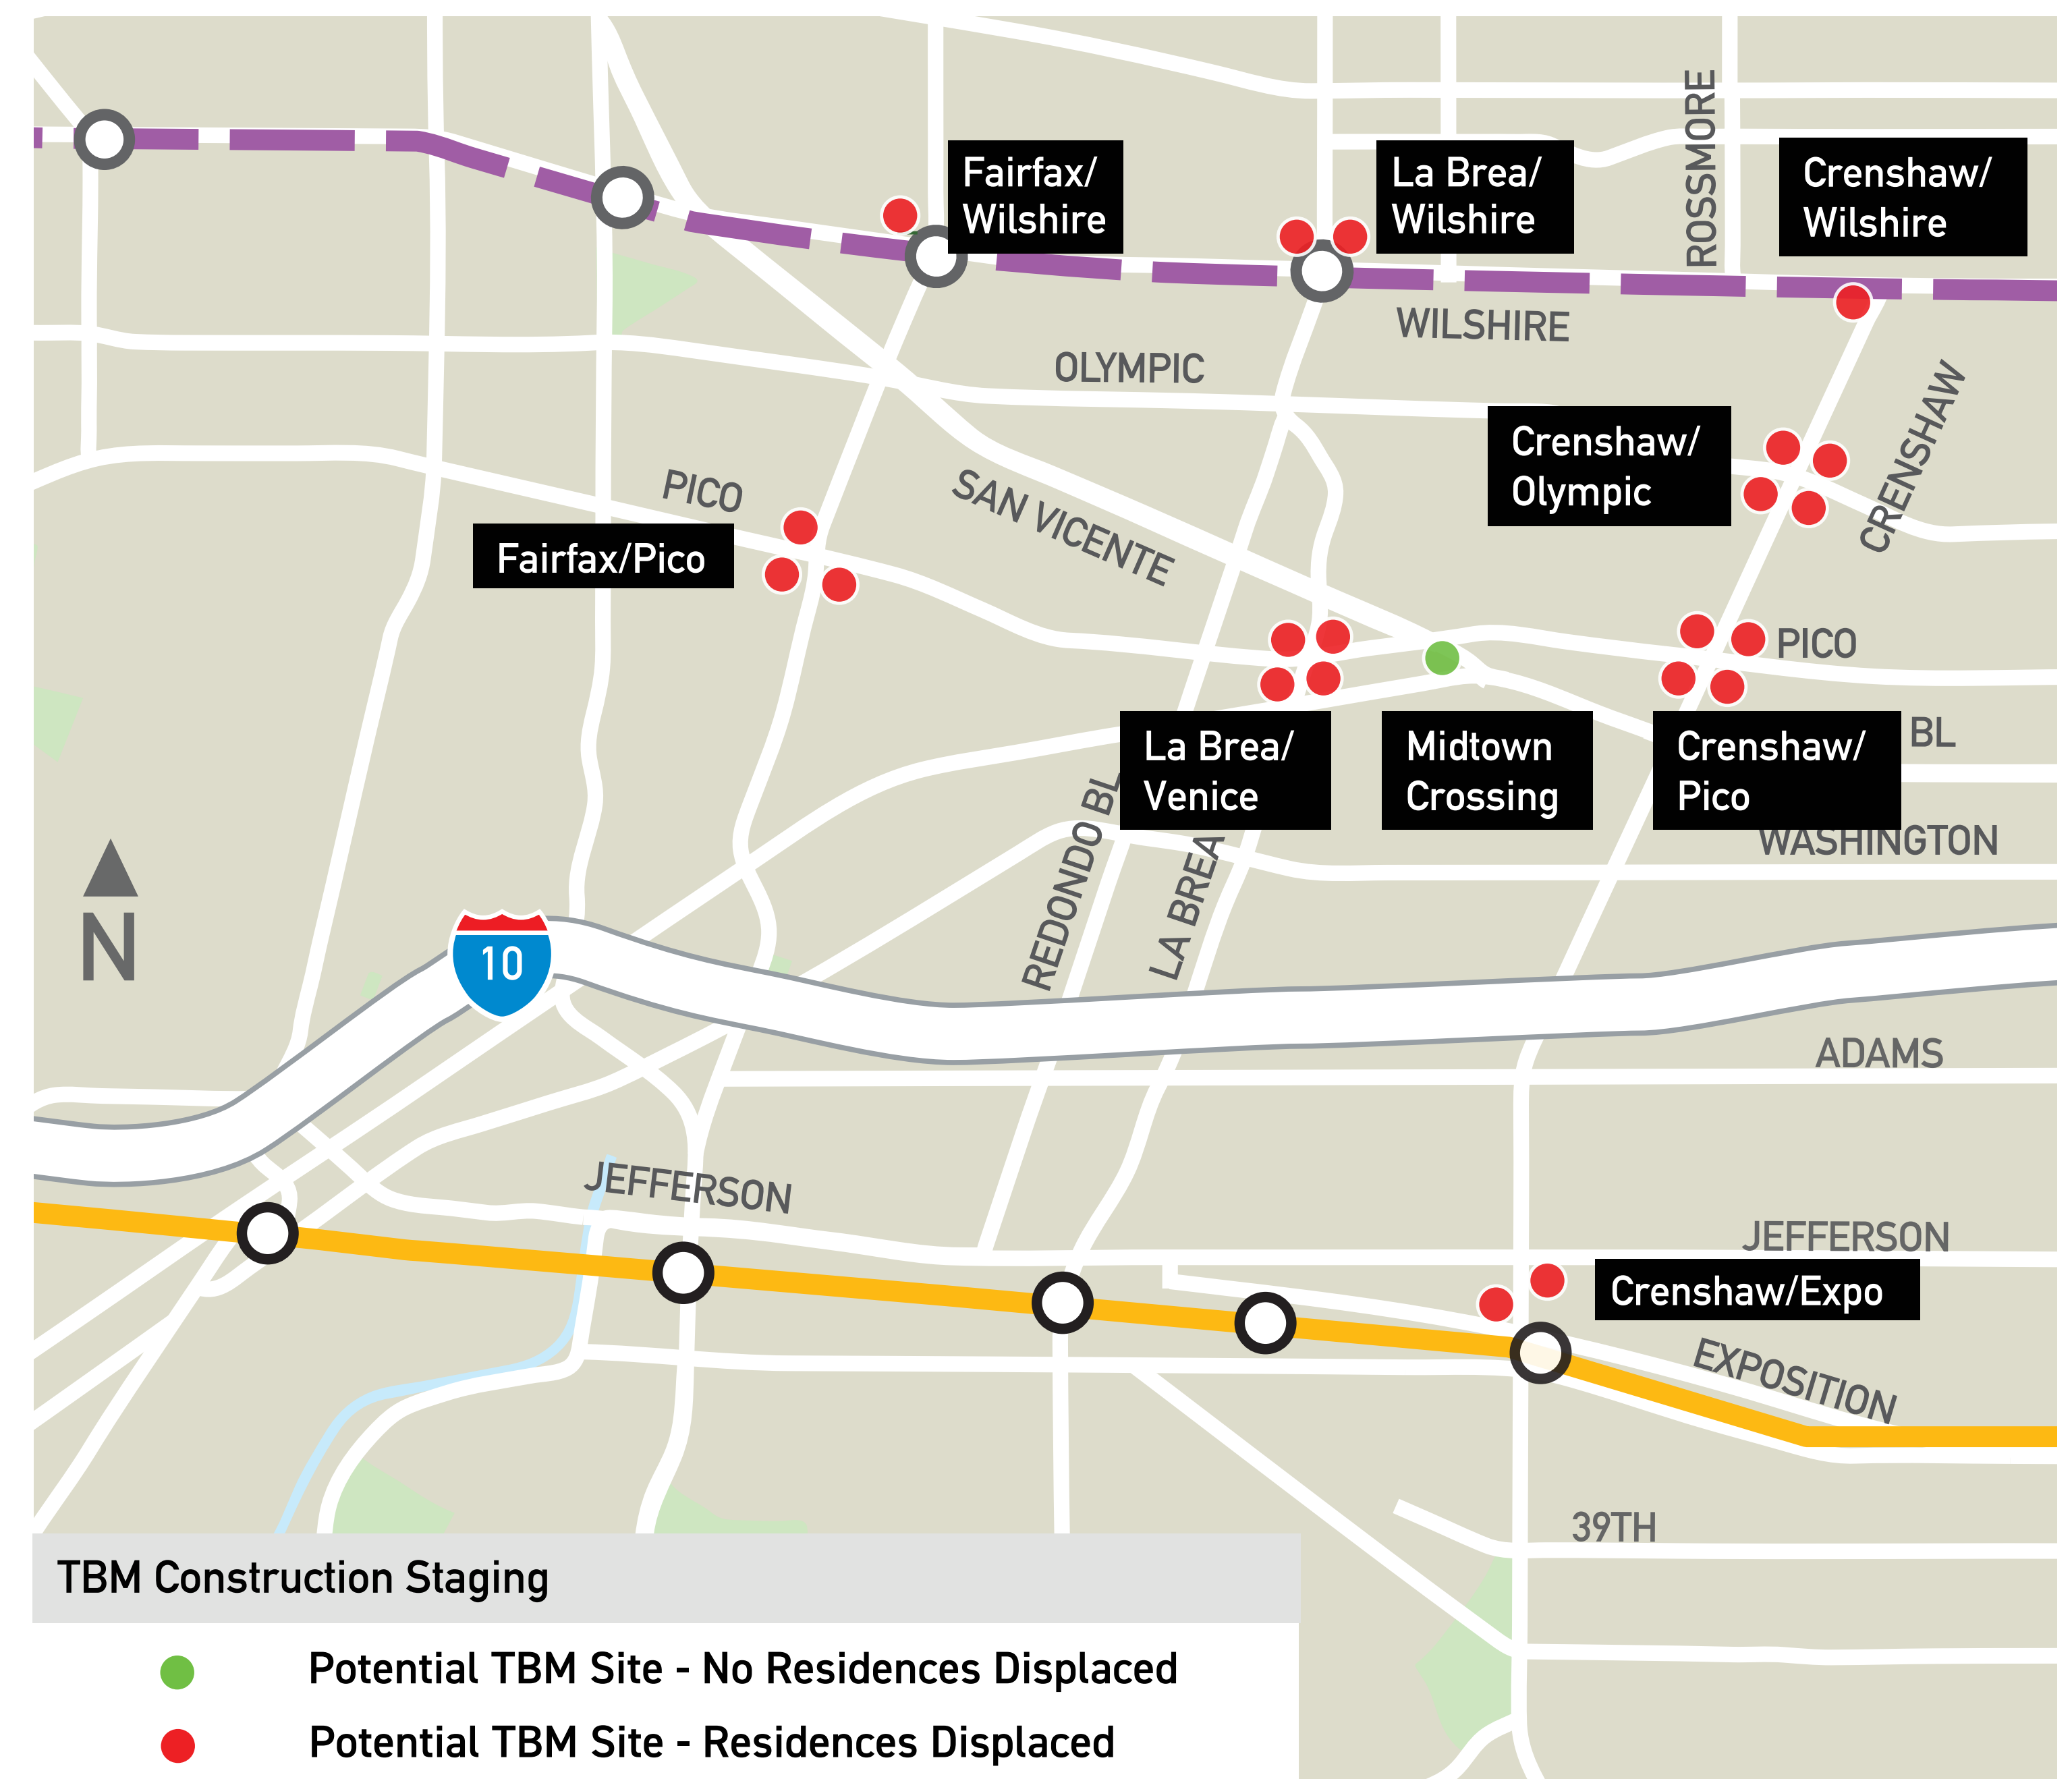 ROSSMORE
Fairfax/
Wilshire
La Brea/
Wilshire
Crenshaw/
Wilshire
WILSHIRE
OLYMPIC
CRENSHAW
Crenshaw/
Olympic
PICO
SAN VICENTE
Fairfax/Pico
PICO
BL
La Brea/
Venice
Midtown
Crossing
Crenshaw/
Pico
REDONDO BL
LA BREA
WASHINGTON
N
10
ADAMS
JEFFERSON
JEFFERSON
Crenshaw/Expo
EXPOSITION
39TH
TBM Construction Staging
Potential TBM Site - No Residences Displaced
Potential TBM Site - Residences Displaced